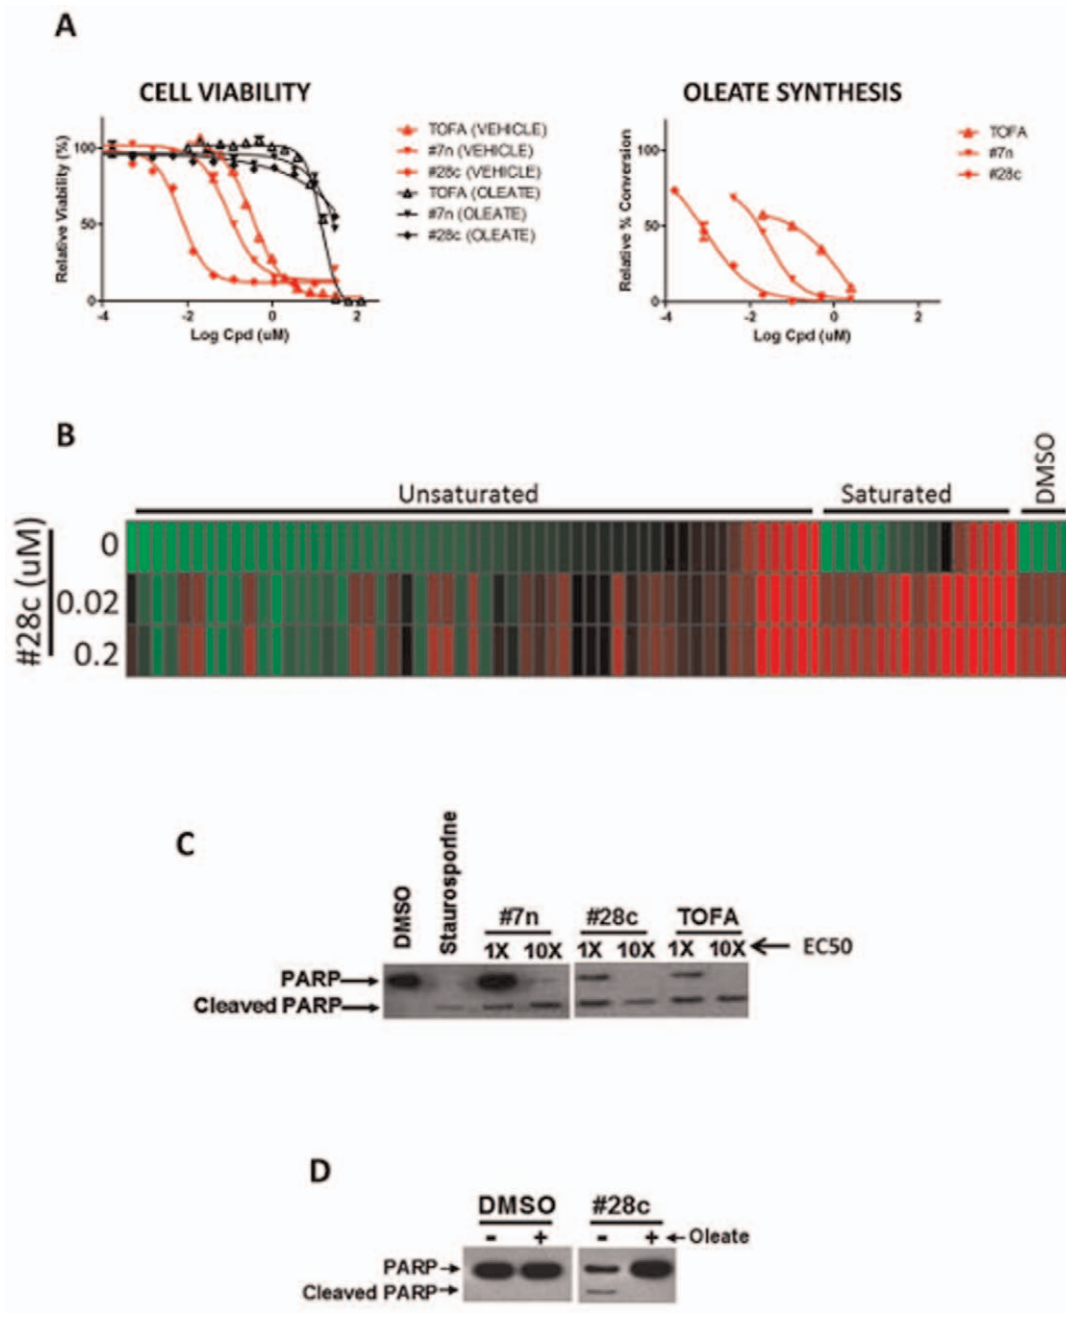 A
CELL VIABILITY
Relative Viability (%)
100
50
0
-4
-2
0
2
Log Cpd (uM)
TOFA (VEHICLE)
#7n (VEHICLE)
#28c (VEHICLE)
TOFA (OLEATE)
#7n (OLEATE)
#28c (OLEATE)
OLEATE SYNTHESIS
Relative % Conversion
100
50
0
-4
-2
0
2
Log Cpd (uM)
TOFA
#7n
#28c
B
Unsaturated
Saturated
DMSO
#28c (uM)
0
0.02
0.2
C
DMSO
Staurosporine
#7n
#28c
TOFA
1X 10X 1X 10X 1X 10X EC50
PARP
Cleaved PARP
D
DMSO #28c
- + - + Oleate
PARP
Cleaved PARP